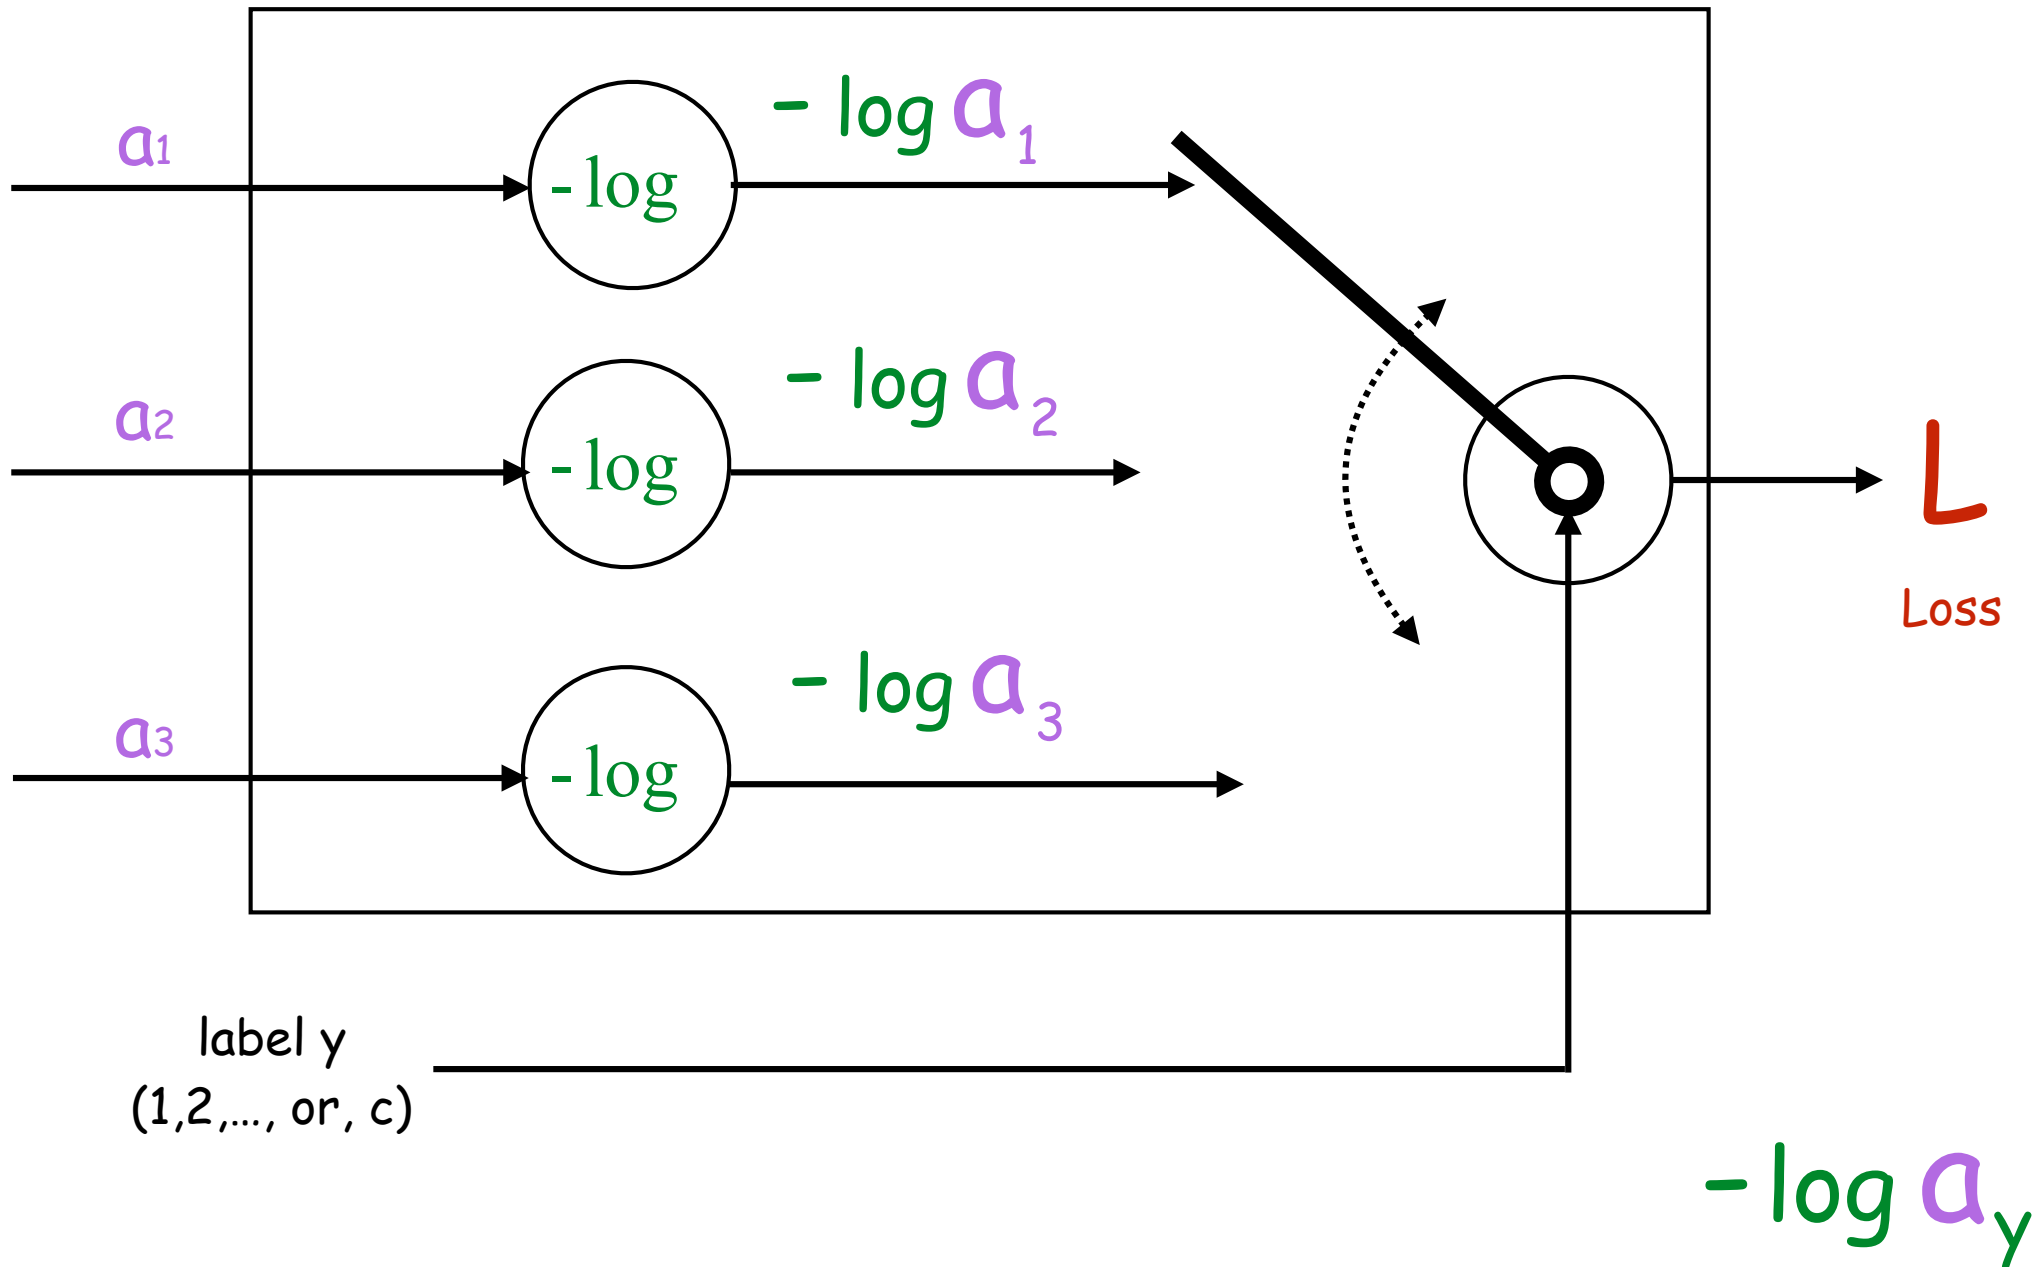 a1
- log
- log a1
a2
- log
- log a2
a3
- log
- log a3
L
Loss
label y
(1,2,..., or, c)
- log ay